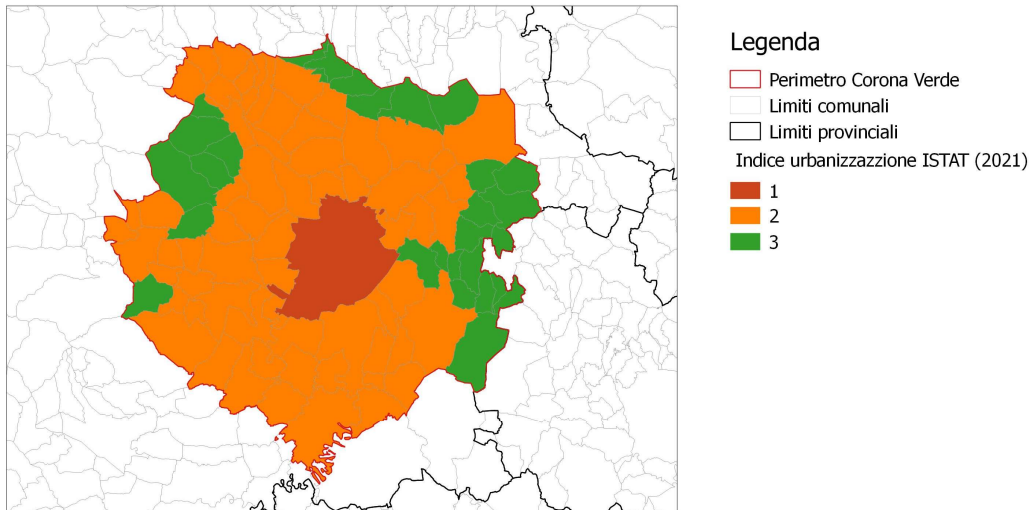 Legenda
Perimetro Corona Verde
Limiti comunali
Limiti provinciali
Indice urbanizzazzione ISTAT (2021)
1
2
3